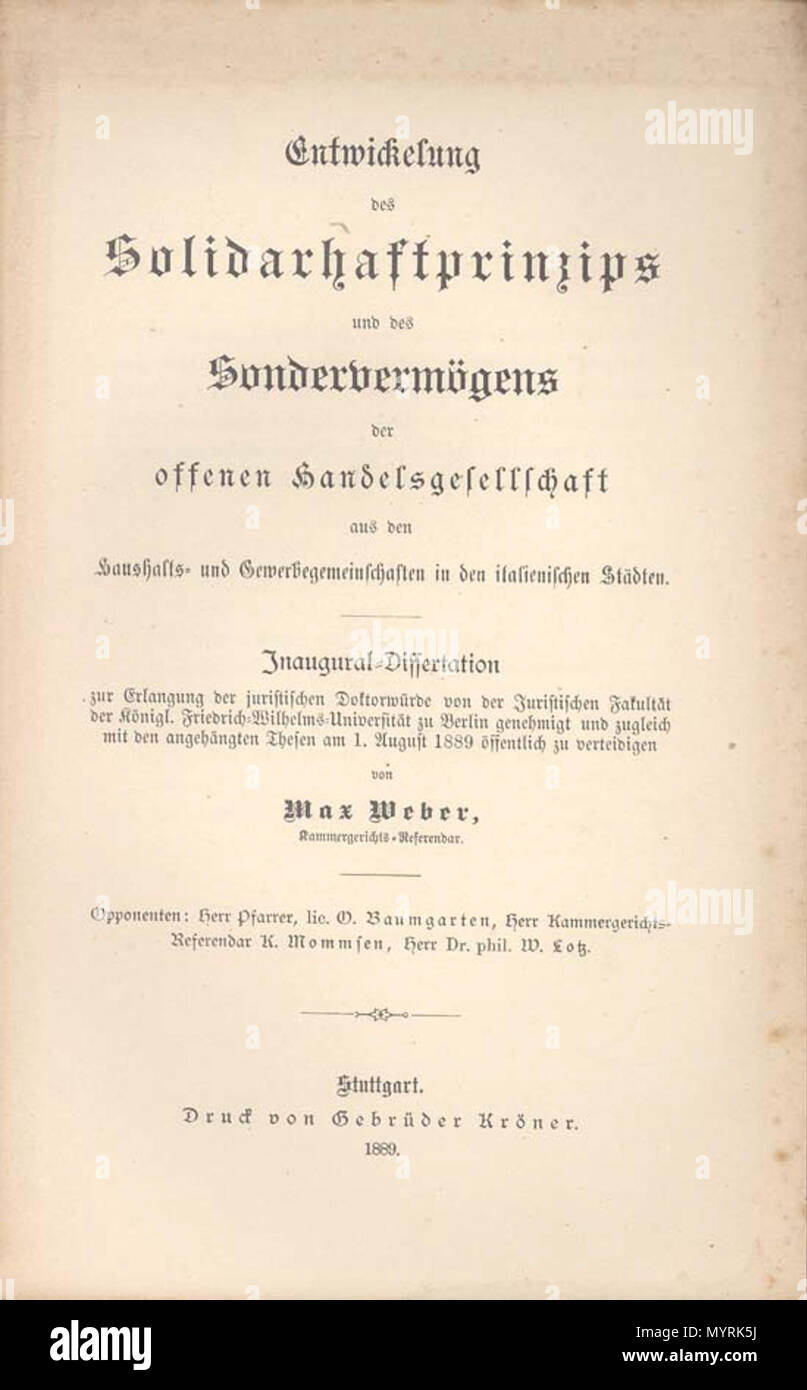 Entwickelung
des
Solidarhaftprinzips
und des
Sondervermögens
der
offenen Handelsgesellschaft
aus den
Haushalts- und Gewerbegemeinschaften in den italienischen Städten.
Inaugural-Dissertation
zur Erlangung der juristischen Doktorwürde von der Juristischen Fakultät
der Königl. Friedrich-Wilhelms-Universität zu Berlin genehmigt und zugleich
mit den angehängten Thesen am 1. August 1889 öffentlich zu verteidigen
von
Max Weber,
Kammergerichts-Referendar.
Opponenten: Herr Pfarrer, lic. O. Baumgarten, Herr Kammergerichts-
Referendar K. Mommsen, Herr Dr. phil. W. Lotz.
Stuttgart.
Druck von Gebrüder Kröner.
1889.
alamy
alamy
alamy
a alamy
Image ID: MYRK5J
www.alamy.com